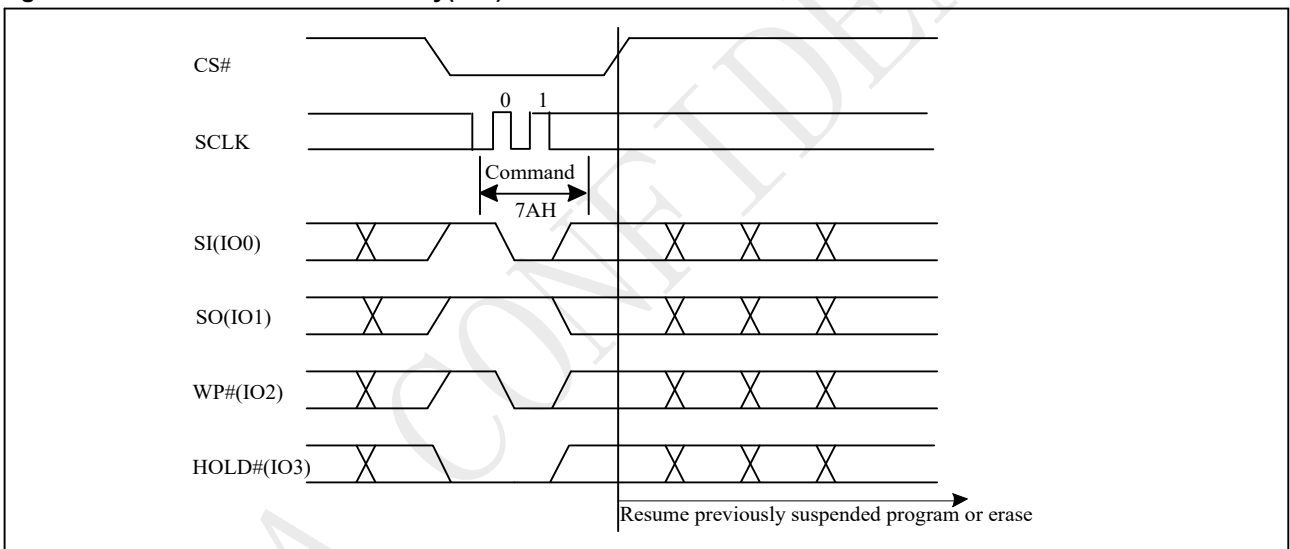 CS#
0 1
SCLK
Command
7AH
SI(IO0)
SO(IO1)
WP#(IO2)
HOLD#(IO3)
Resume previously suspended program or erase